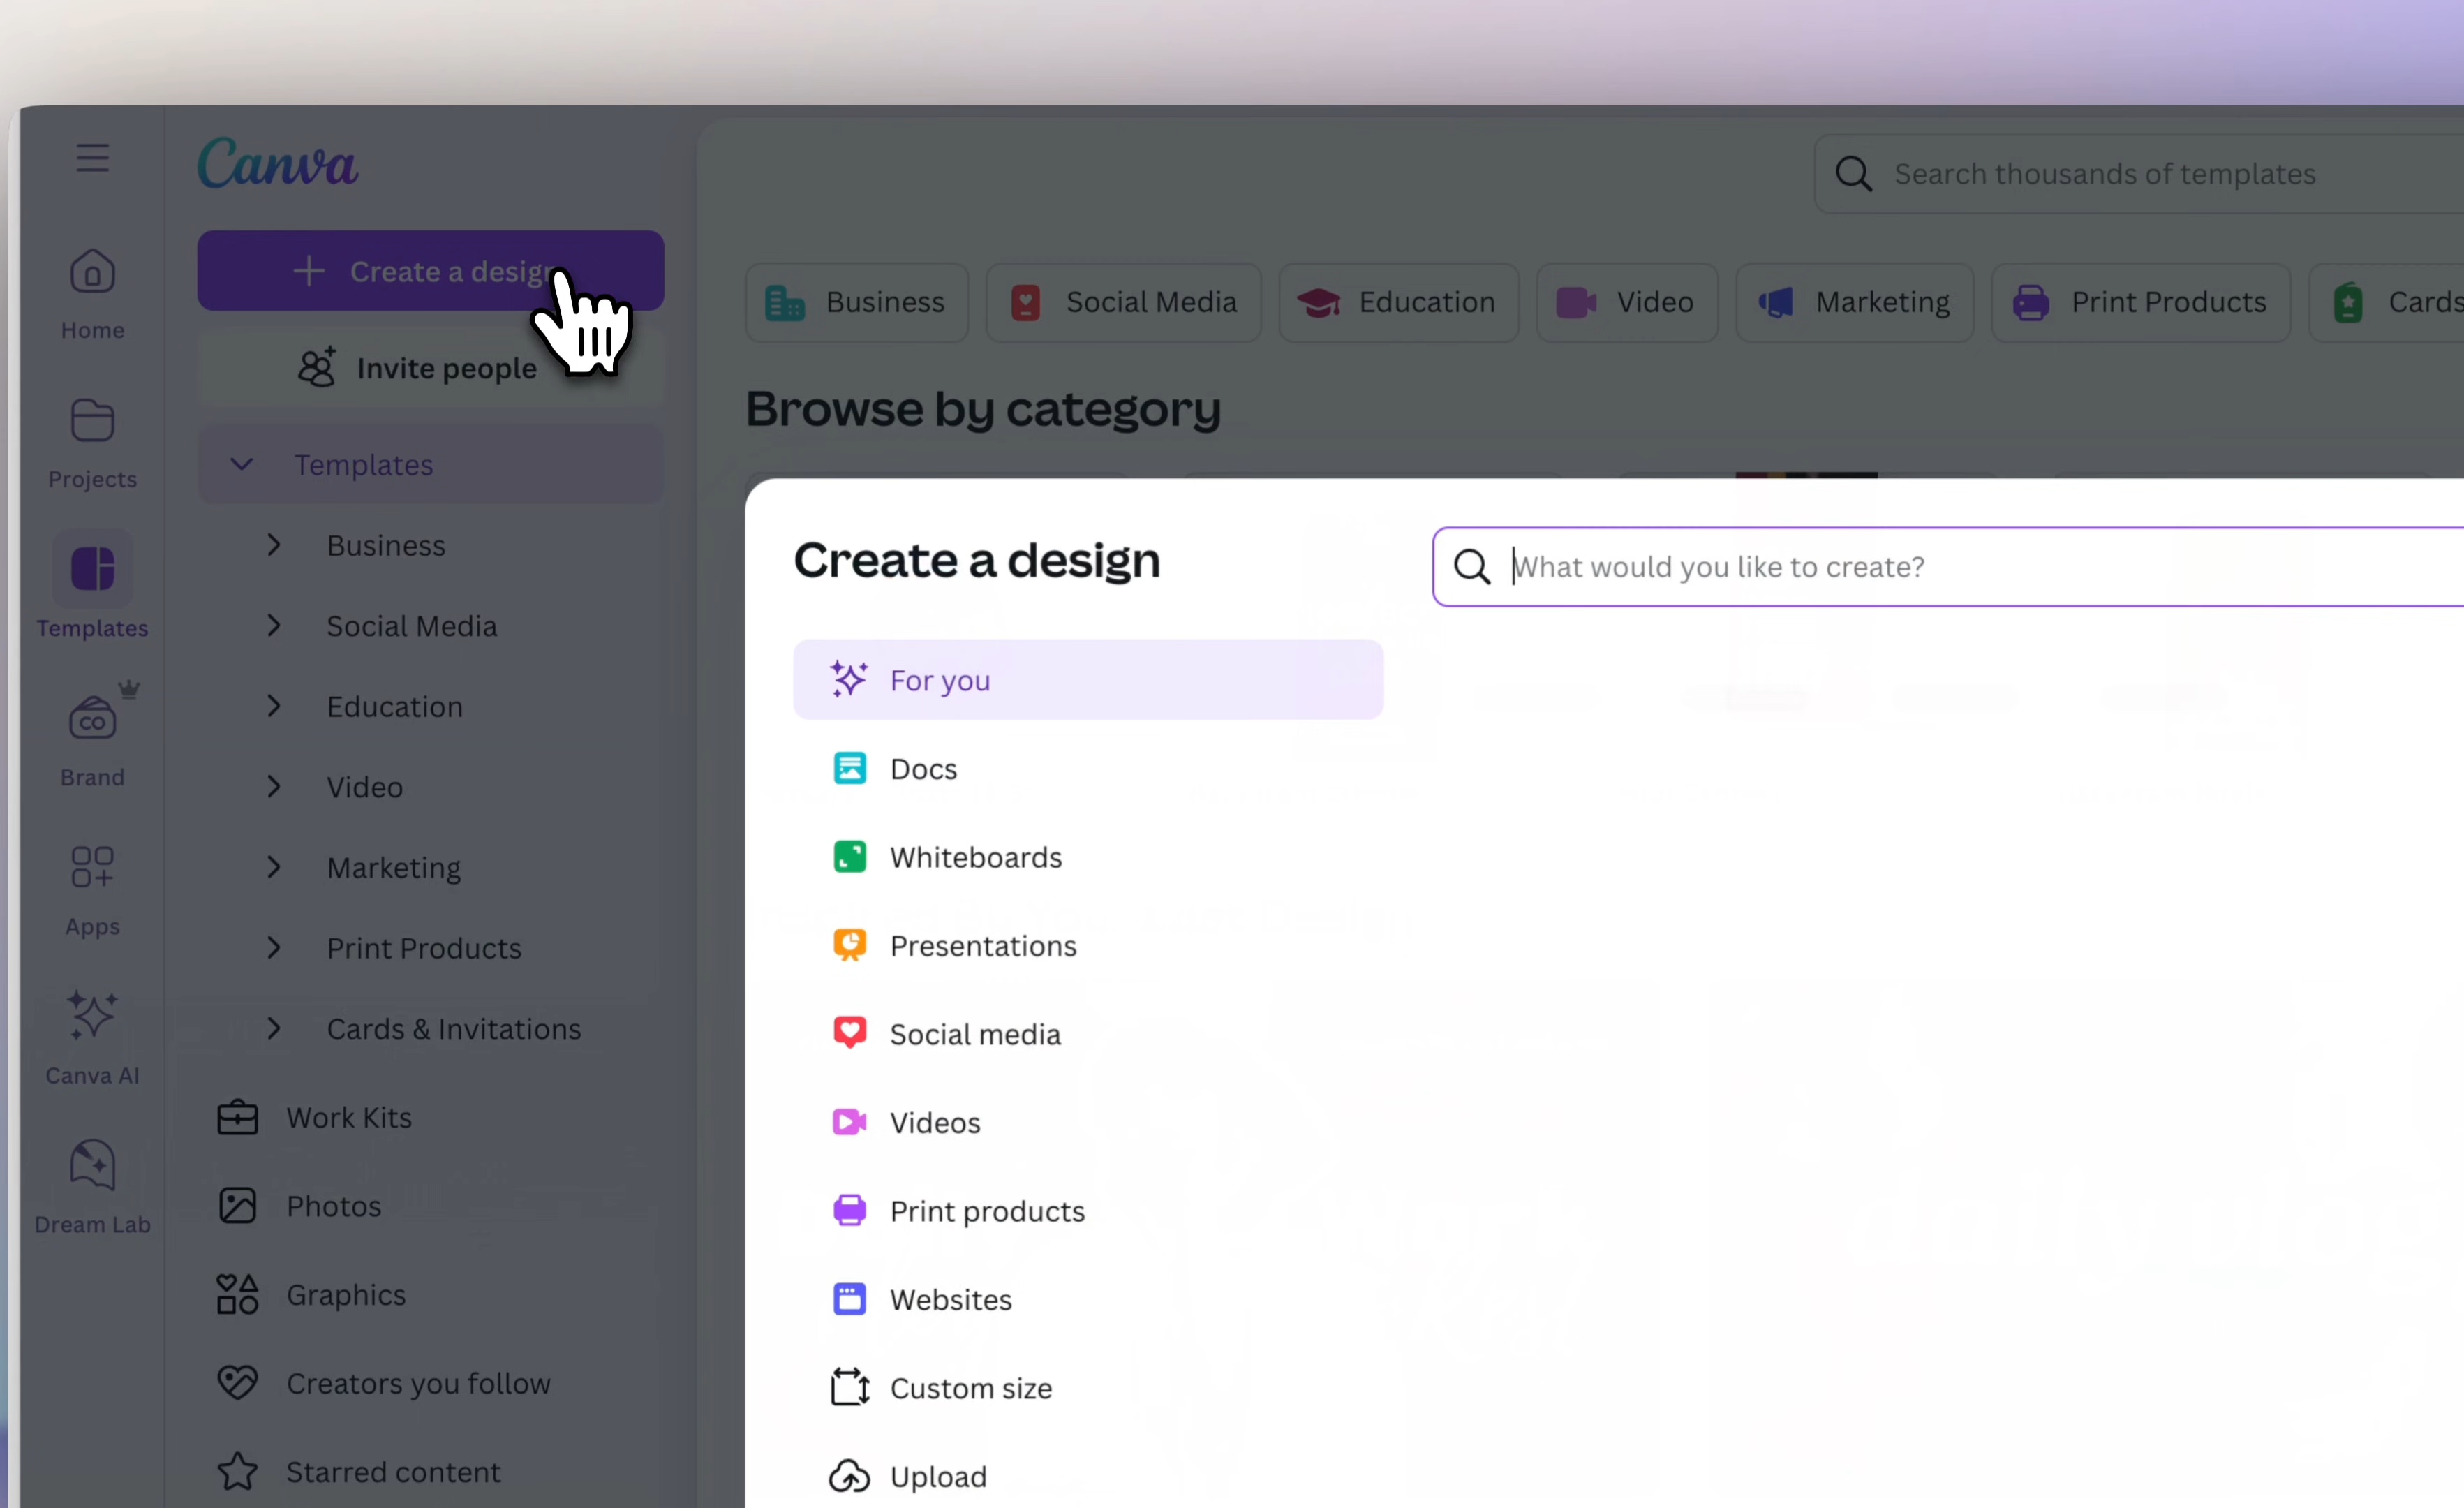 Canva
Search thousands of templates
Create a design
Invite people
Business
Social Media
Education
Video
Marketing
Print Products
Cards
Browse by category
Home
Projects
Templates
Brand
CO
Apps
Canva AI
Dream Lab
Templates
Business
Social Media
Education
Video
Marketing
Print Products
Cards & Invitations
Work Kits
Photos
Graphics
Creators you follow
Starred content
Create a design
What would you like to create?
For you
Docs
Whiteboards
Presentations
Social media
Videos
Print products
Websites
Custom size
Upload